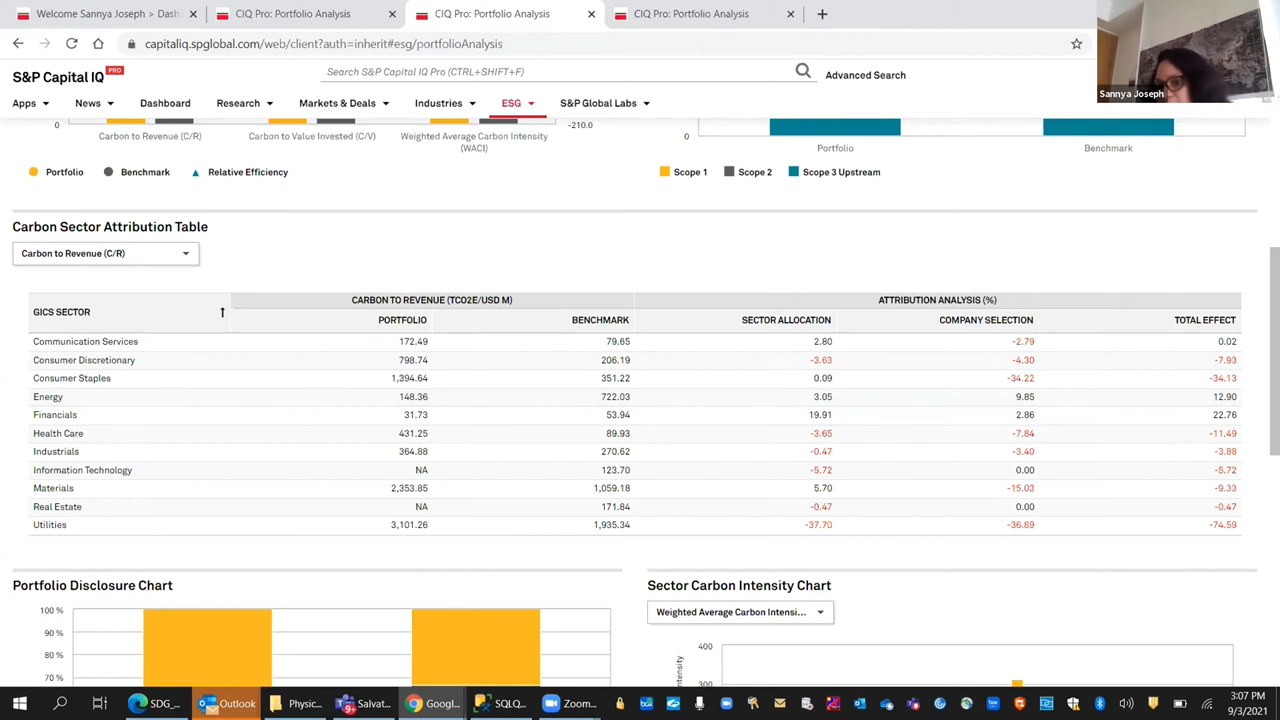 Welcome Sannya Joseph > Dash
CIQ Pro: Portfolio Analysis
CIQ Pro: Portfolio Analysis
CIQ Pro: Portfolio Analysis
capitaliq.spglobal.com/web/client?auth=inherit#esg/portfolioAnalysis
S&P Capital IQ PRO
Search S&P Capital IQ Pro (CTRL+SHIFT+F)
Advanced Search
Sannya Joseph
Apps News Dashboard Research Markets & Deals Industries ESG S&P Global Labs
0 -210.0 0
Carbon to Revenue (C/R) Carbon to Value Invested (C/V) Weighted Average Carbon Intensity
(WACI)
Portfolio Benchmark
Portfolio Benchmark Relative Efficiency
Scope 1 Scope 2 Scope 3 Upstream
Carbon Sector Attribution Table
Carbon to Revenue (C/R)
CARBON TO REVENUE (TCO2E/USD M) ATTRIBUTION ANALYSIS (%)
GICS SECTOR PORTFOLIO BENCHMARK SECTOR ALLOCATION COMPANY SELECTION TOTAL EFFECT
Communication Services 172.49 79.65 2.80 -2.79 0.02
Consumer Discretionary 798.74 206.19 -3.63 -4.30 -7.93
Consumer Staples 1,394.64 351.22 0.09 -34.22 -34.13
Energy 148.36 722.03 3.05 9.85 12.90
Financials 31.73 53.94 19.91 2.86 22.76
Health Care 431.25 89.93 -3.65 -7.84 -11.49
Industrials 364.88 270.62 -0.47 -3.40 -3.88
Information Technology NA 123.70 -5.72 0.00 -5.72
Materials 2,353.85 1,059.18 5.70 -15.03 -9.33
Real Estate NA 171.84 -0.47 0.00 -0.47
Utilities 3,101.26 1,935.34 -37.70 -36.89 -74.59
Portfolio Disclosure Chart
100 %
90 %
80 %
70 %
Sector Carbon Intensity Chart
Weighted Average Carbon Intensi...
400
300
SDG_... Outlook Physic... Salvat... Googl... SQLQ... Zoom...
3:07 PM
9/3/2021